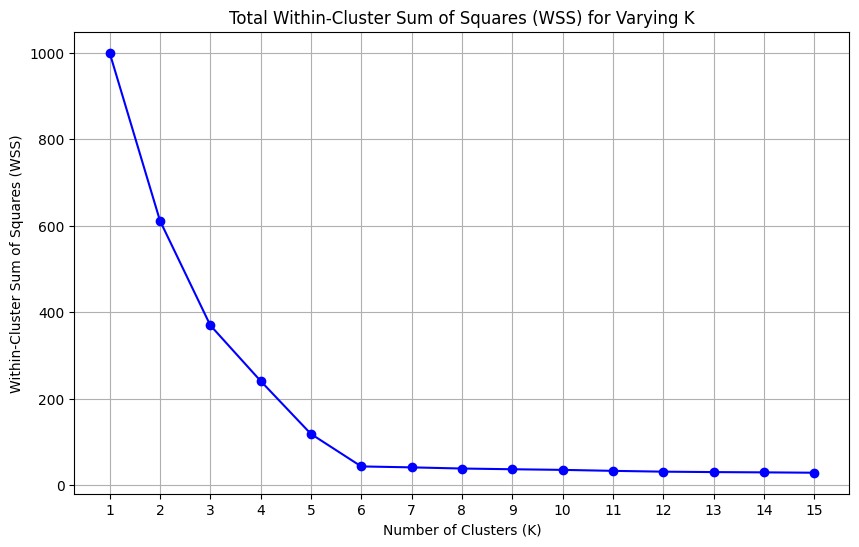 Total Within-Cluster Sum of Squares (WSS) for Varying K
Within-Cluster Sum of Squares (WSS)
1000
800
600
400
200
0
1 2 3 4 5 6 7 8 9 10 11 12 13 14 15
Number of Clusters (K)